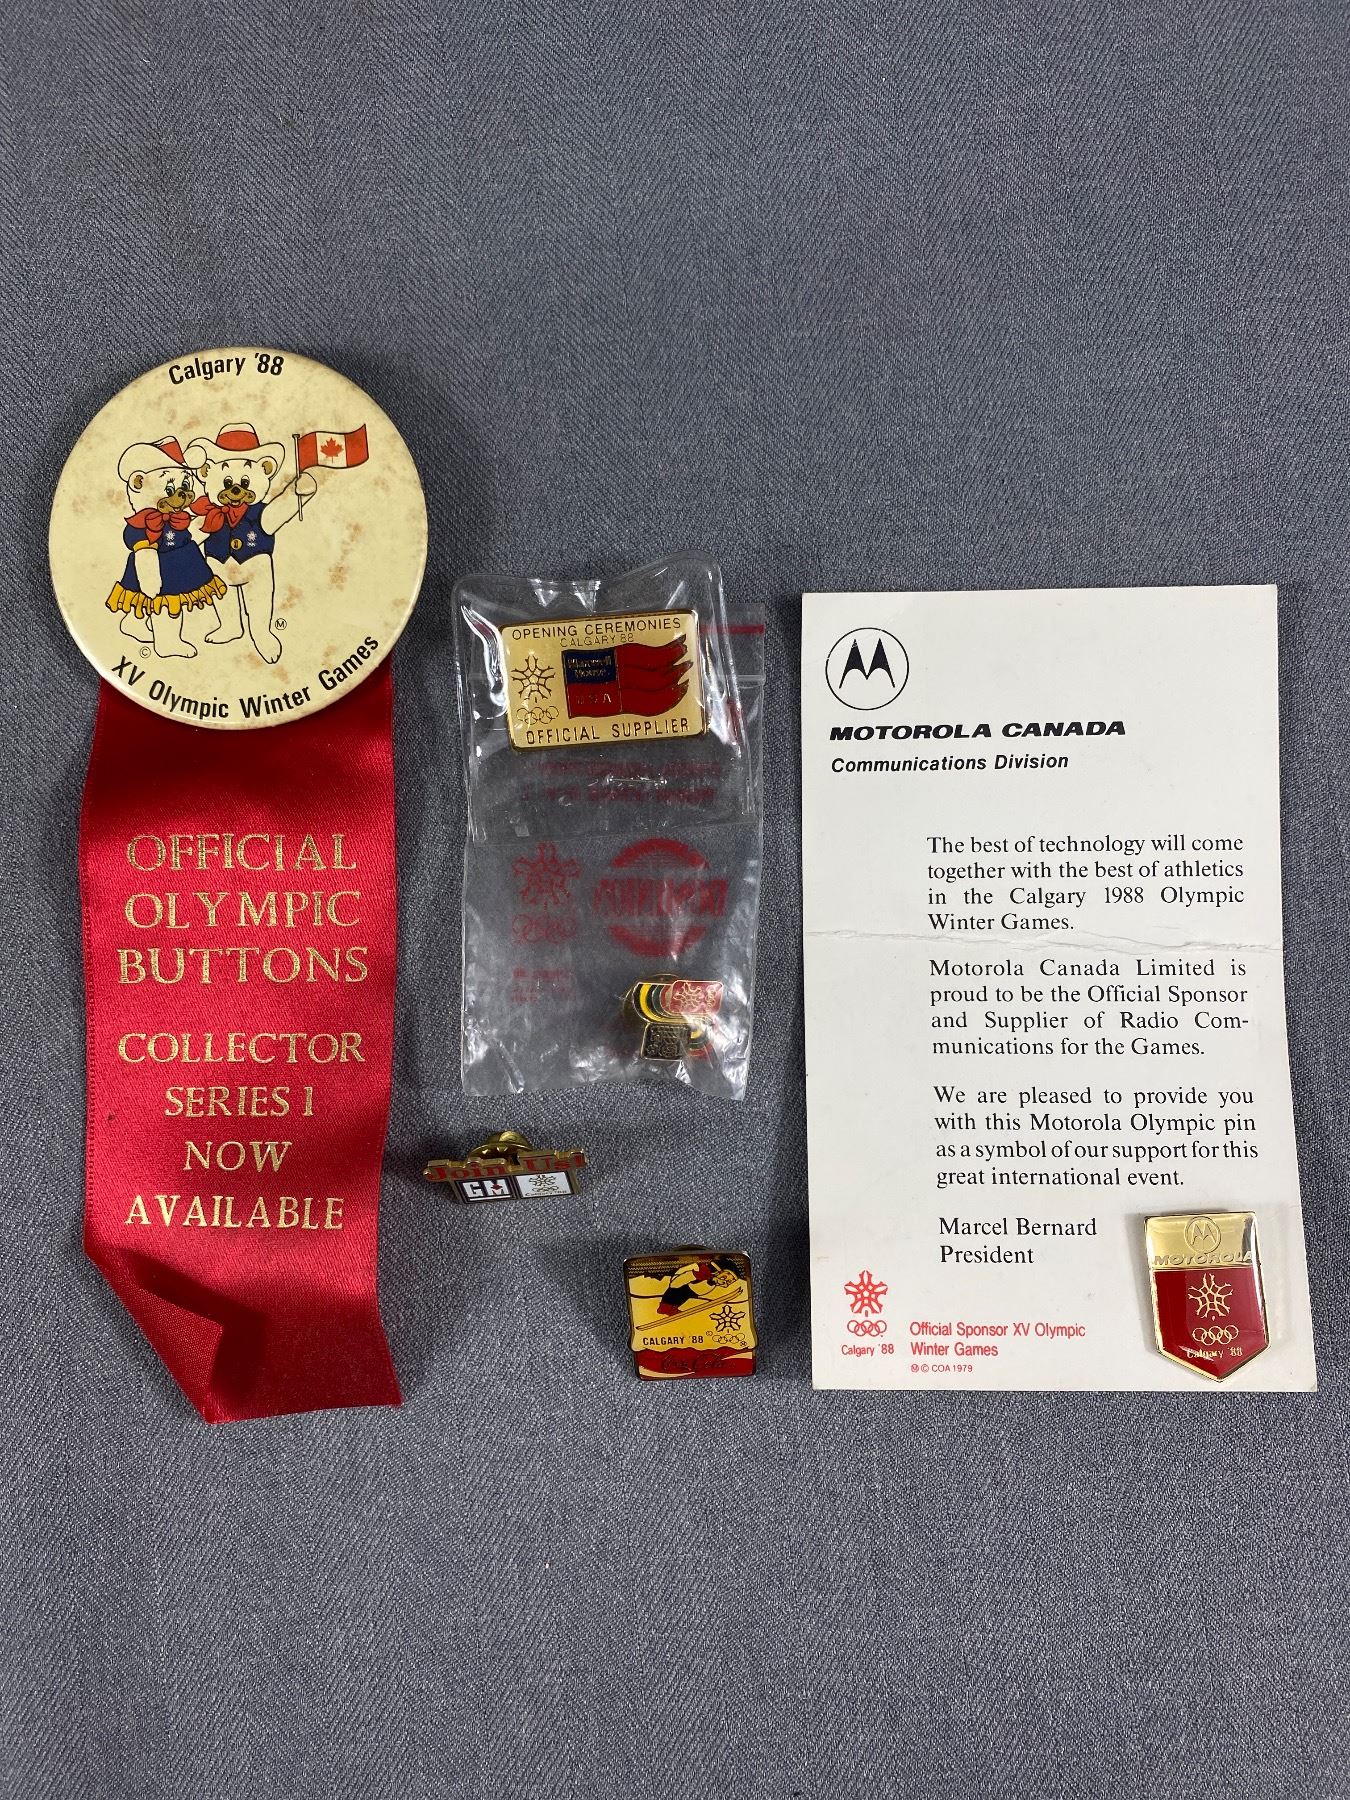 Calgary '88
XV Olympic Winter Games
OFFICIAL
OLYMPIC
BUTTONS
COLLECTOR
SERIES 1
NOW
AVAILABLE
OPENING CEREMONIES
CALGARY 88
Maxwell
House
USA
OFFICIAL SUPPLIER
Join Us!
GM
CALGARY '88
Coca-Cola
MOTOROLA CANADA
Communications Division
The best of technology will come
together with the best of athletics
in the Calgary 1988 Olympic
Winter Games.
Motorola Canada Limited is
proud to be the Official Sponsor
and Supplier of Radio Com-
munications for the Games.
We are pleased to provide you
with this Motorola Olympic pin
as a symbol of our support for this
great international event.
Marcel Bernard
President
Calgary '88
Official Sponsor XV Olympic
Winter Games
M © COA 1979
MOTOROLA
Calgary '88